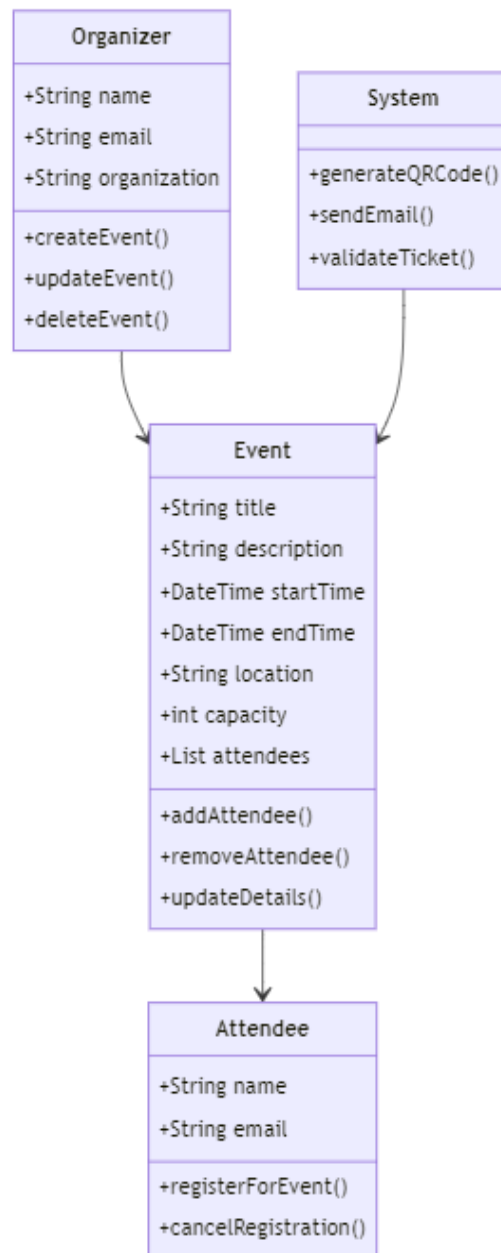 Organizer
+String name
+String email
+String organization
+createEvent()
+updateEvent()
+deleteEvent()
System
+generateQRCode()
+sendEmail()
+validateTicket()
Event
+String title
+String description
+DateTime startTime
+DateTime endTime
+String location
+int capacity
+List attendees
+addAttendee()
+removeAttendee()
+updateDetails()
Attendee
+String name
+String email
+registerForEvent()
+cancelRegistration()